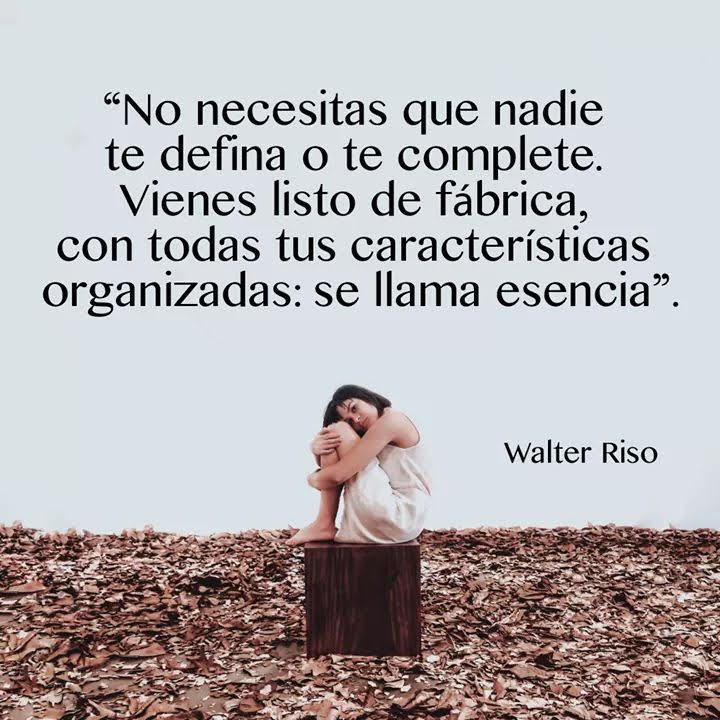 “No necesitas que nadie
te defina o te complete.
Vienes listo de fábrica,
con todas tus características
organizadas: se llama esencia”.
Walter Riso